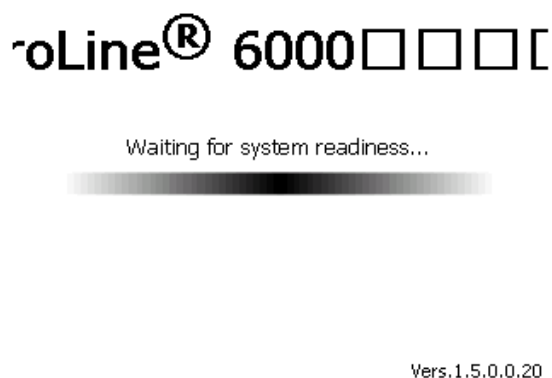 roLine® 6000□□□
Waiting for system readiness...
Vers.1.5.0.0.20